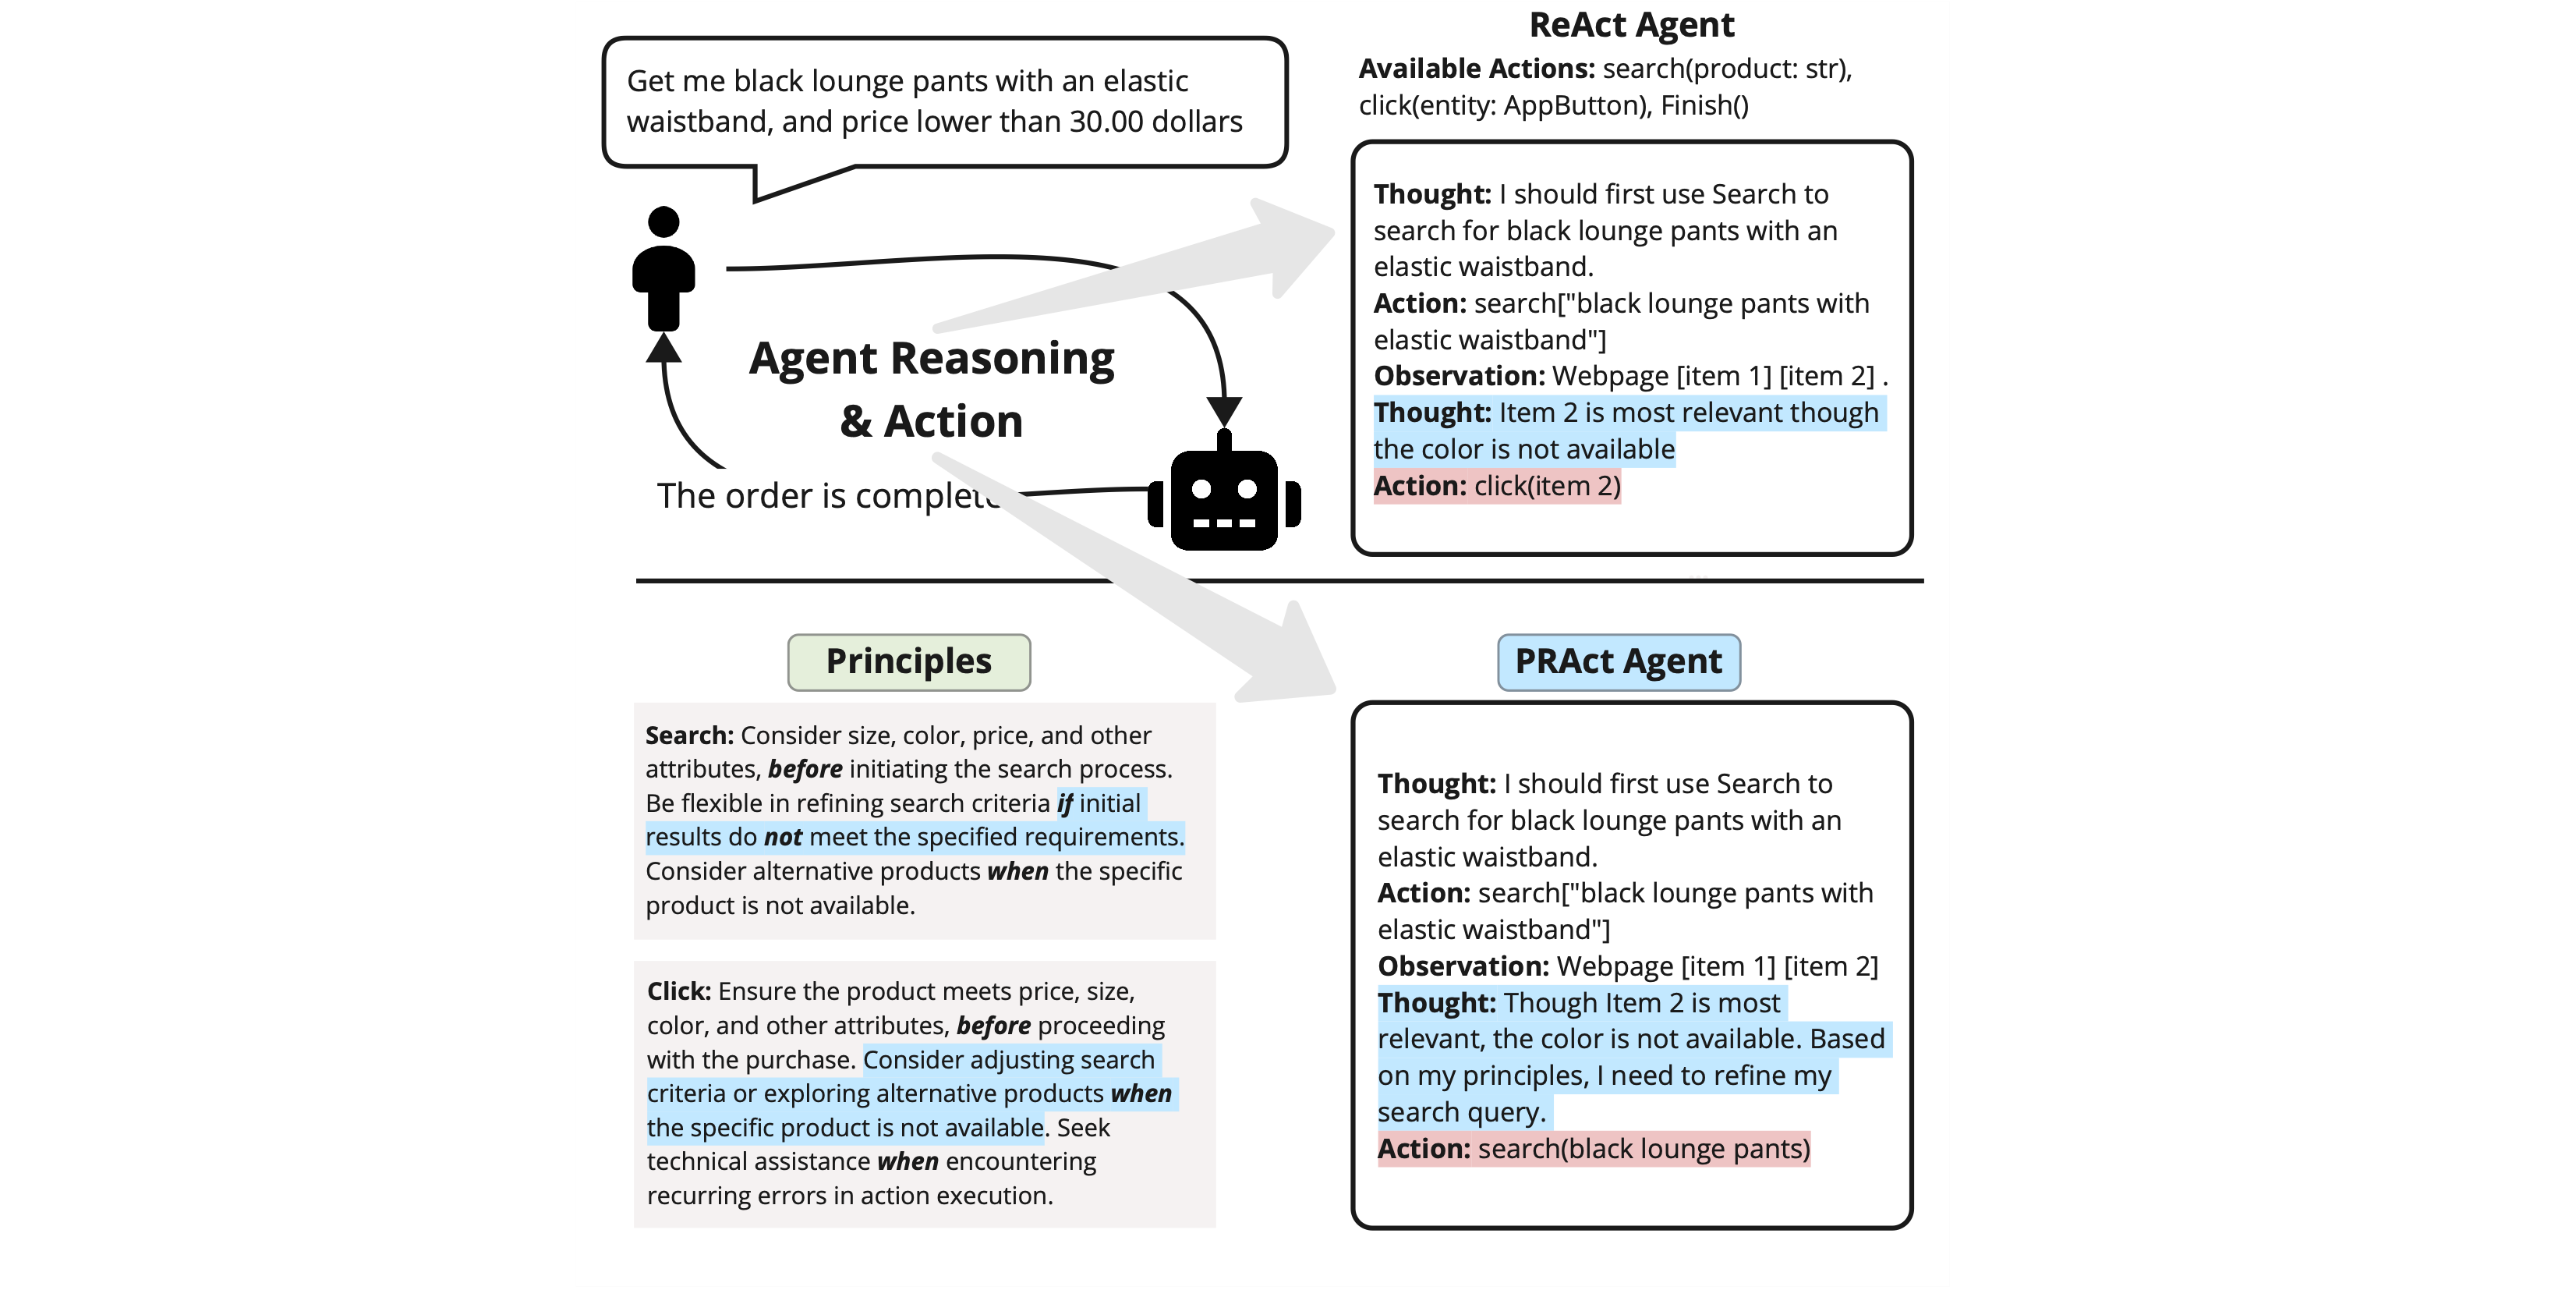 Get me black lounge pants with an elastic
waistband, and price lower than 30.00 dollars
Agent Reasoning
& Action
The order is complete
ReAct Agent
Available Actions: search(product: str),
click(entity: AppButton), Finish()
Thought: I should first use Search to
search for black lounge pants with an
elastic waistband.
Action: search["black lounge pants with
elastic waistband"]
Observation: Webpage [item 1] [item 2] .
Thought: Item 2 is most relevant though
the color is not available
Action: click(item 2)
Principles
Search: Consider size, color, price, and other
attributes, before initiating the search process.
Be flexible in refining search criteria if initial
results do not meet the specified requirements.
Consider alternative products when the specific
product is not available.
Click: Ensure the product meets price, size,
color, and other attributes, before proceeding
with the purchase. Consider adjusting search
criteria or exploring alternative products when
the specific product is not available. Seek
technical assistance when encountering
recurring errors in action execution.
PRAct Agent
Thought: I should first use Search to
search for black lounge pants with an
elastic waistband.
Action: search["black lounge pants with
elastic waistband"]
Observation: Webpage [item 1] [item 2]
Thought: Though Item 2 is most
relevant, the color is not available. Based
on my principles, I need to refine my
search query.
Action: search(black lounge pants)